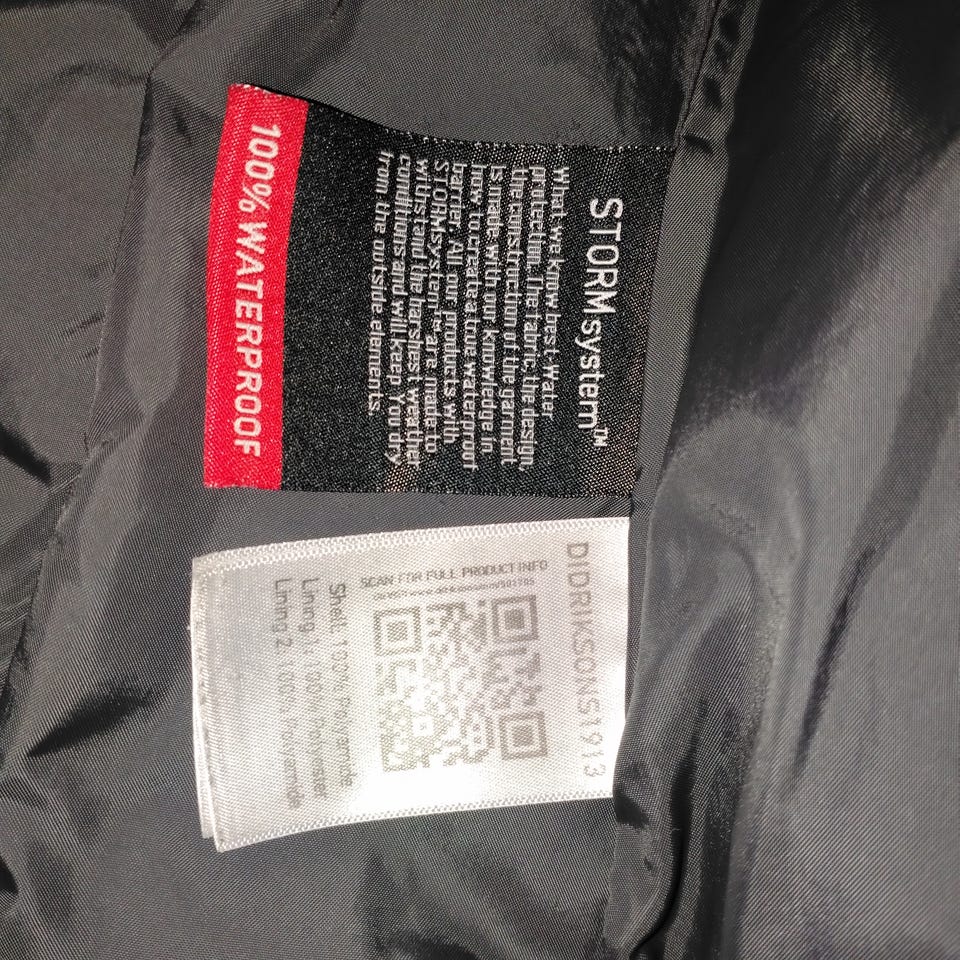 STORMsystem™
What we know best. Water
protection. The fabric, the design,
the construction of the garment
is made with our knowledge in
how to create a true waterproof
barrier. All our products with
STORMsystem™ are made to
withstand the harshest weather
conditions and will keep You dry
from the outside elements
100% WATERPROOF
DIDRIKSONS1913
SCAN FOR FULL PRODUCT INFO
Shell: 100% Polyamide
Lining 1: 100% Polyester
Lining 2: 100% Polyamide